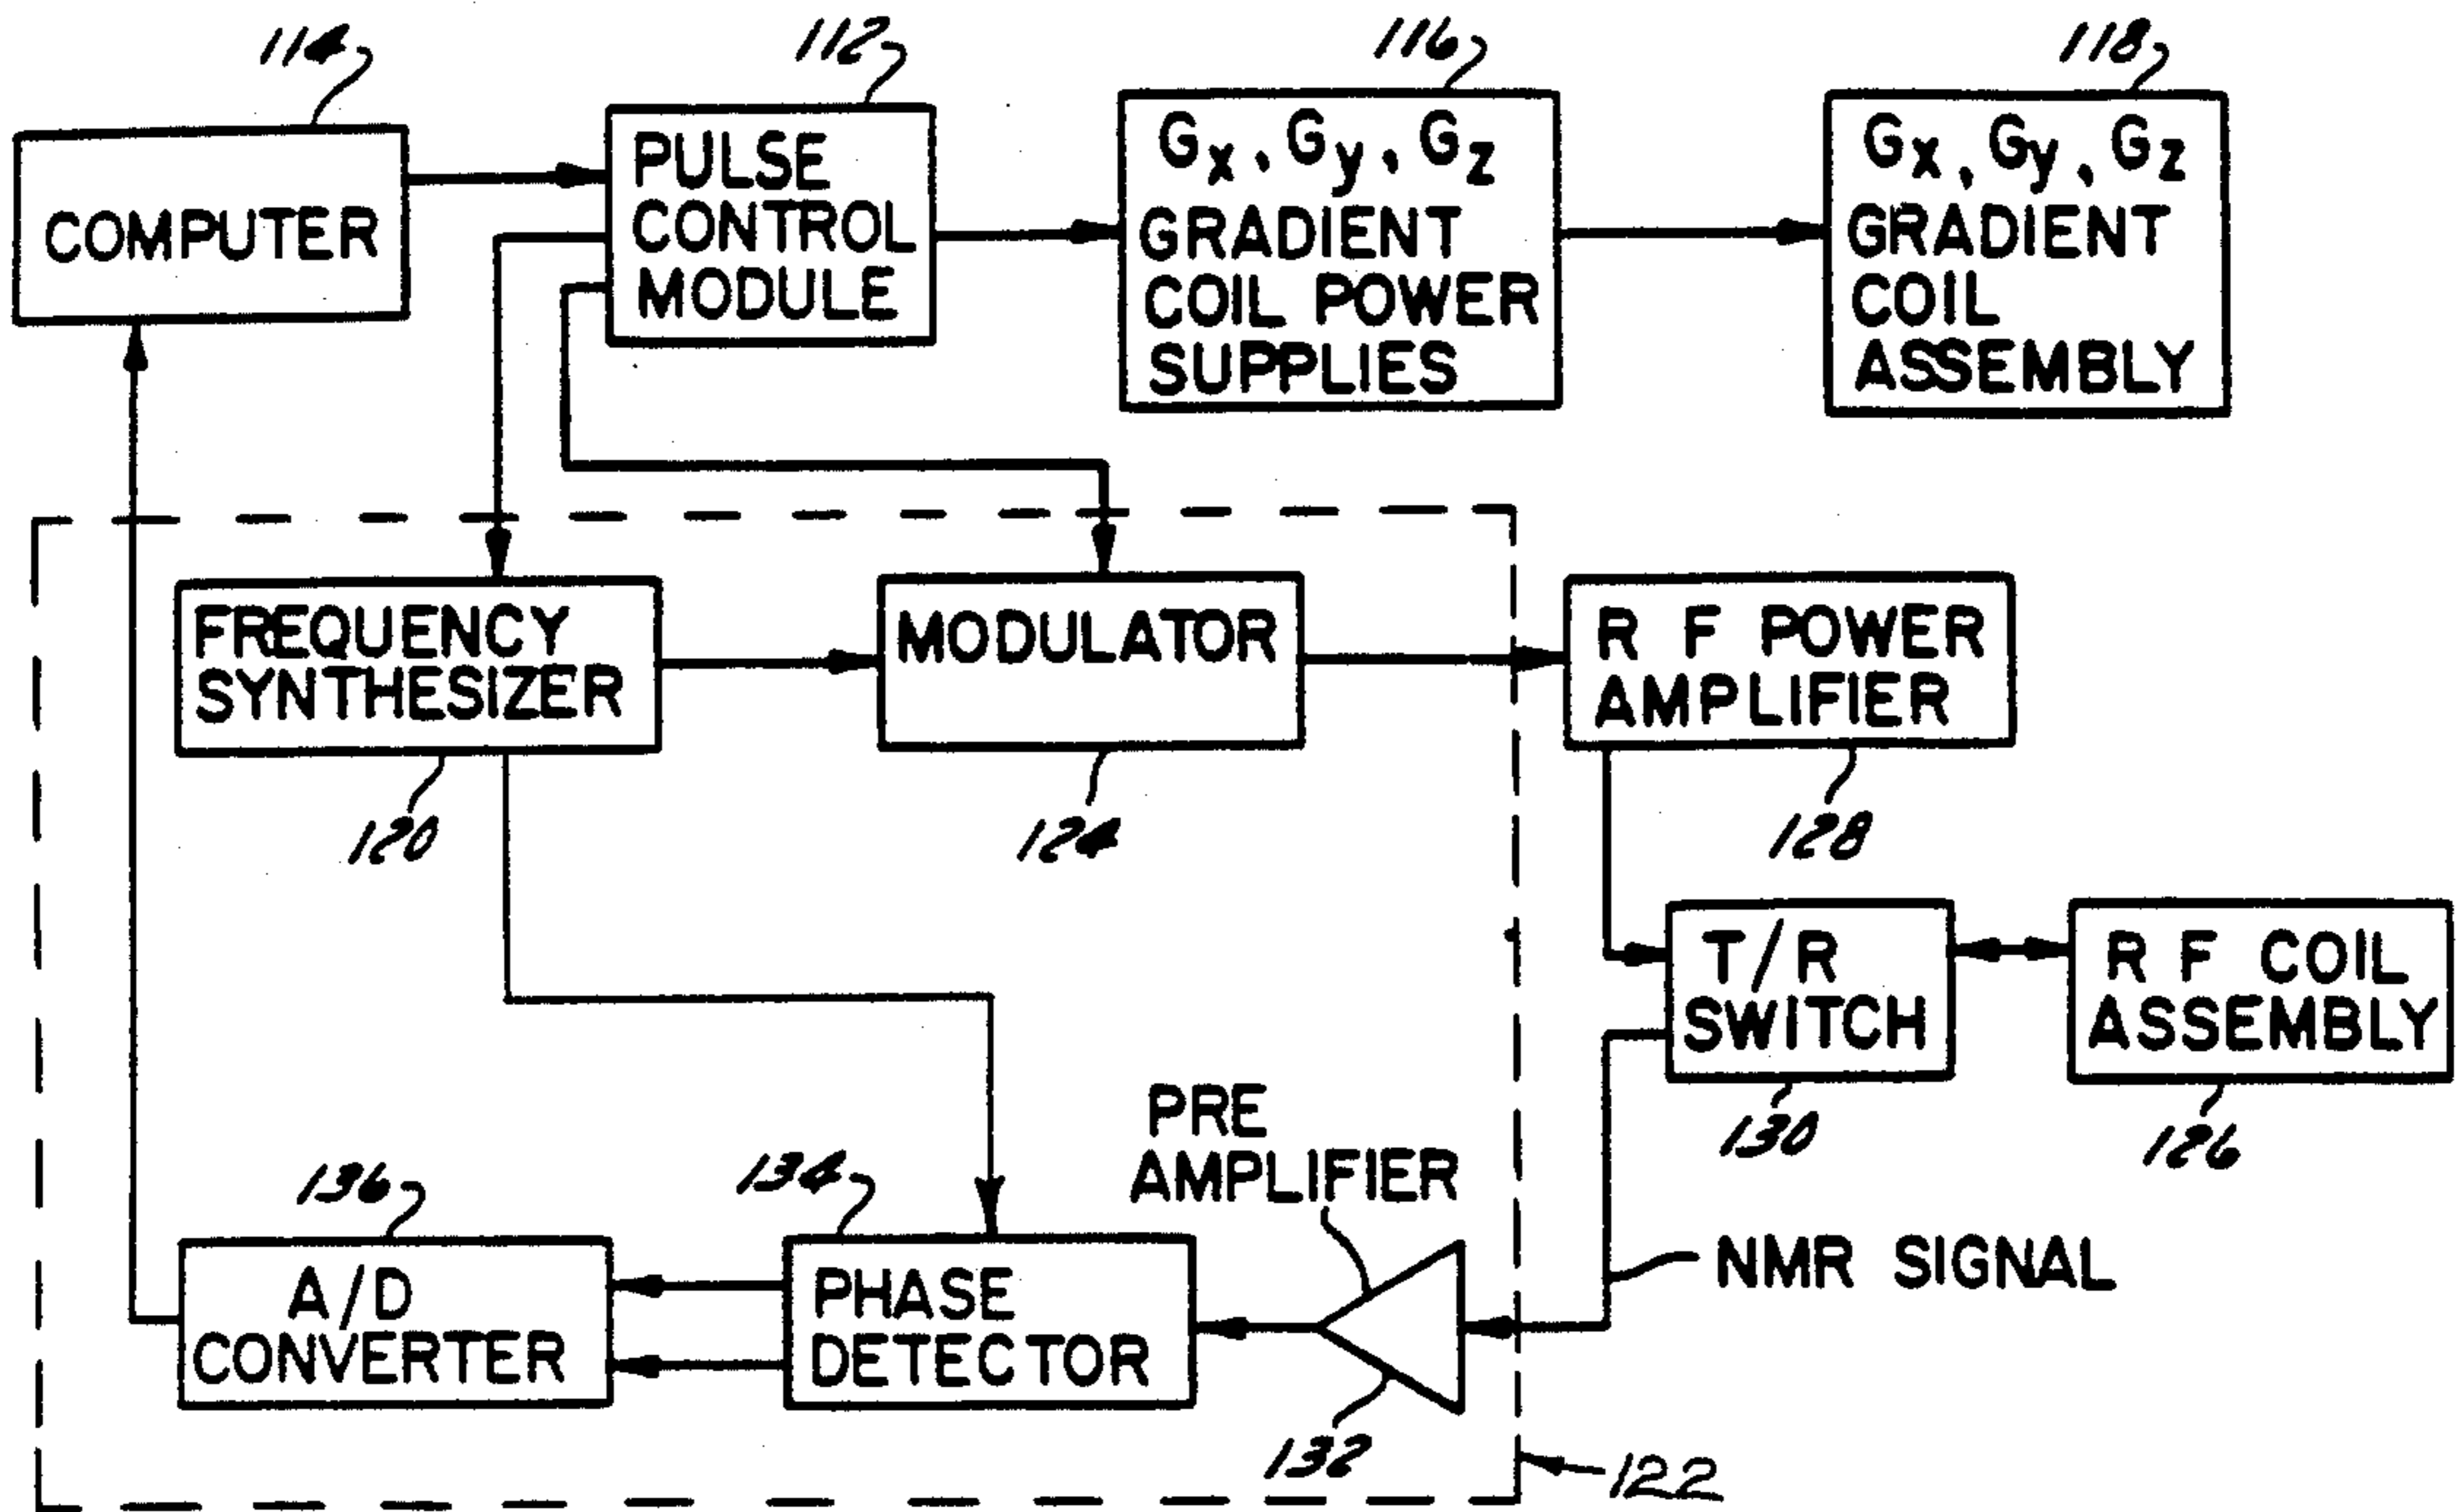 114
112
116
118
COMPUTER
PULSE
CONTROL
MODULE
Gx, Gy, Gz
GRADIENT
COIL POWER
SUPPLIES
Gx, Gy, Gz
GRADIENT
COIL
ASSEMBLY
FREQUENCY
SYNTHESIZER
MODULATOR
R F POWER
AMPLIFIER
120
124
128
T/R
SWITCH
R F COIL
ASSEMBLY
130
126
PRE
AMPLIFIER
136
134
NMR SIGNAL
A/D
CONVERTER
PHASE
DETECTOR
132
122